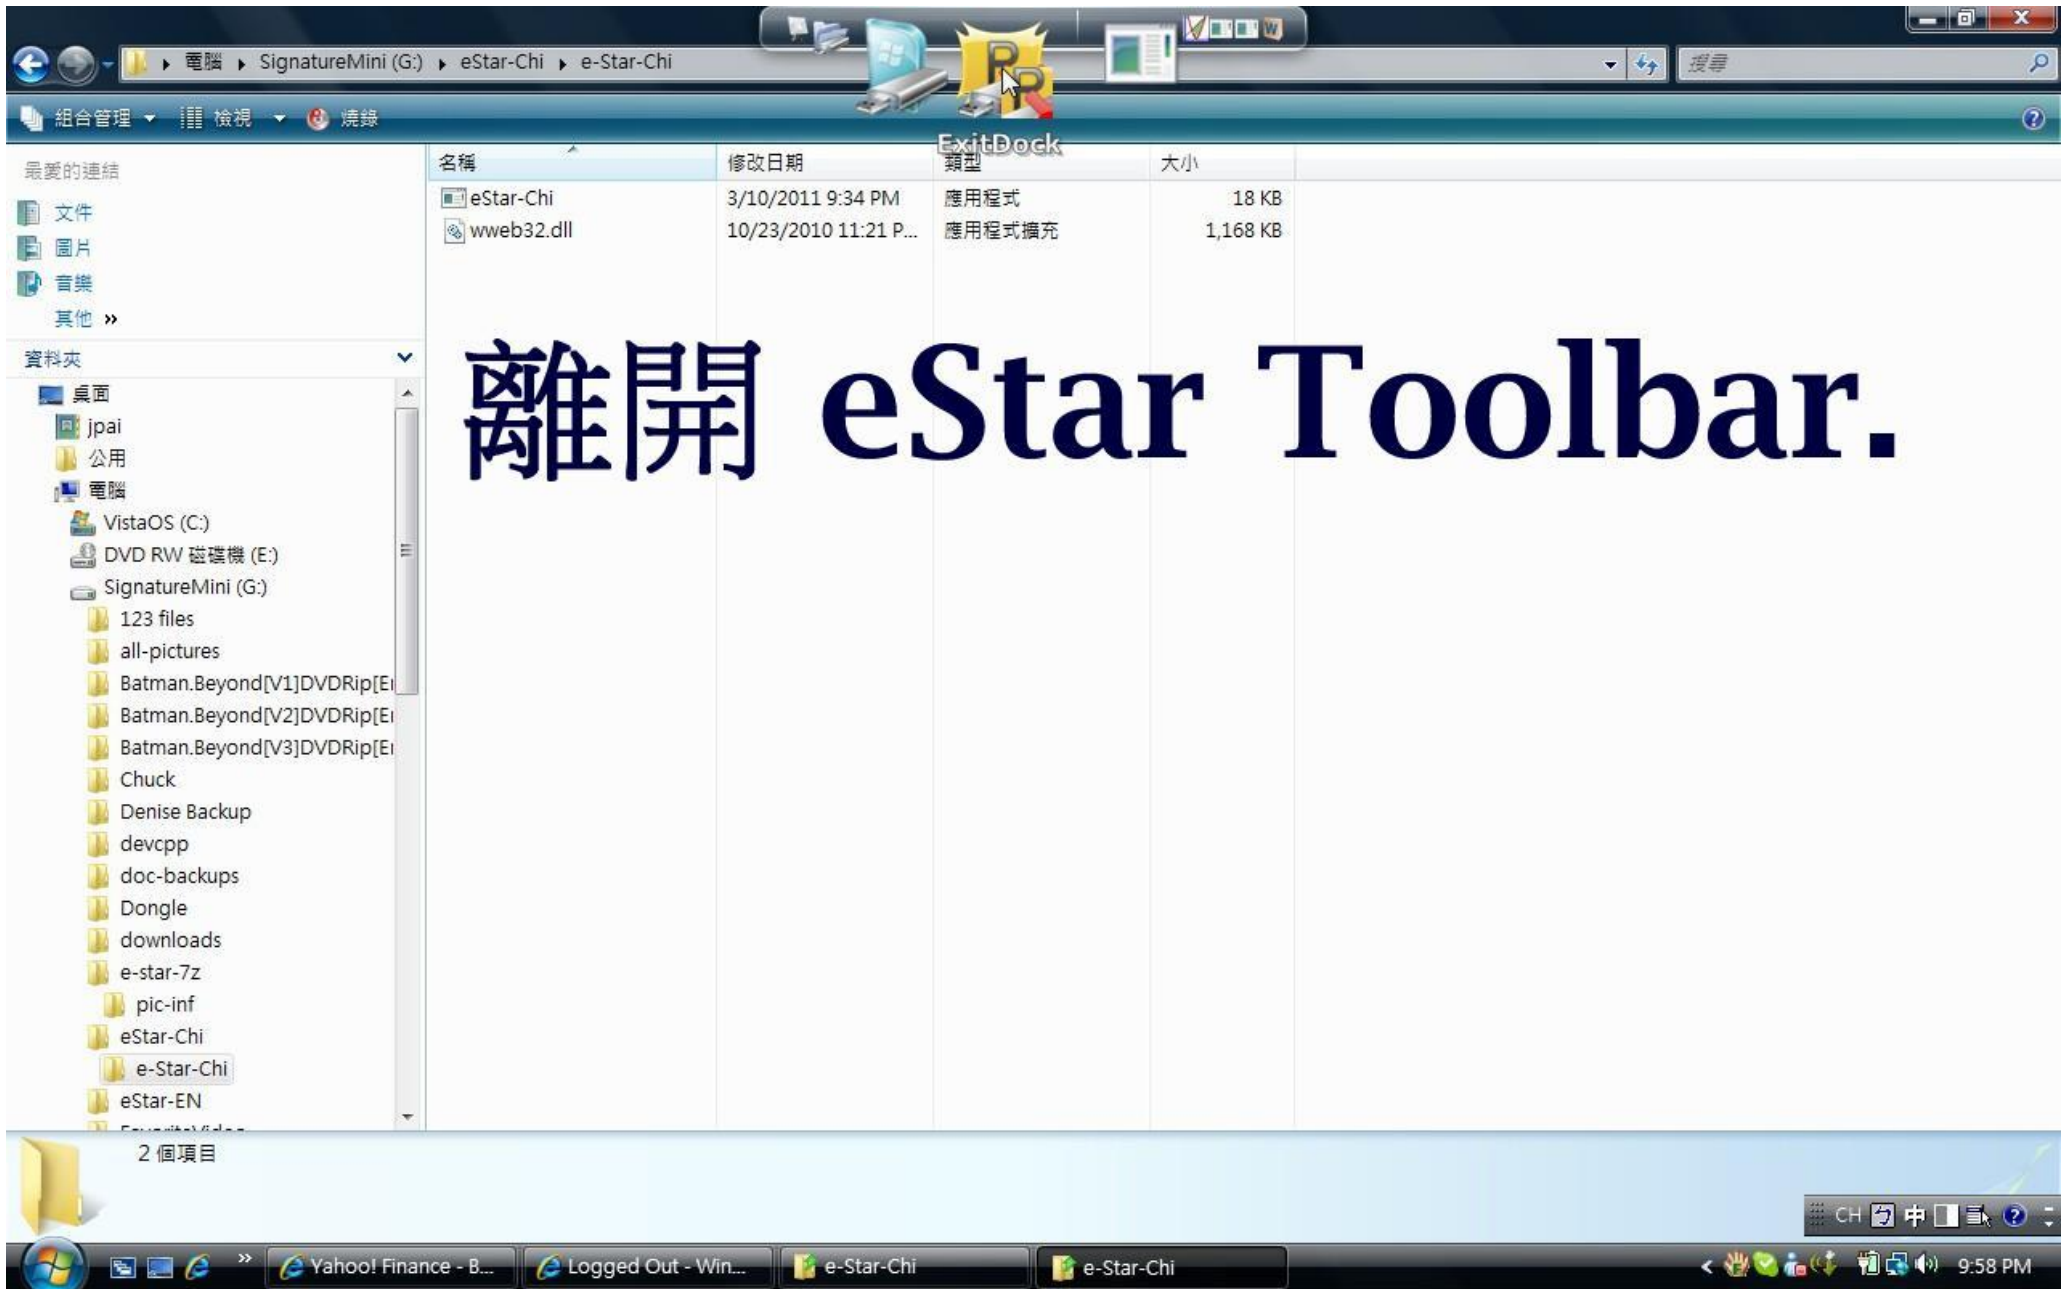 電腦 ▸ SignatureMini (G:) ▸ eStar-Chi ▸ e-Star-Chi
搜尋
組合管理 檢視 燒錄
ExitDock
最愛的連結
文件
圖片
音樂
其他 »
資料夾
桌面
jpai
公用
電腦
VistaOS (C:)
DVD RW 磁碟機 (E:)
SignatureMini (G:)
123 files
all-pictures
Batman.Beyond[V1]DVDRip[E
Batman.Beyond[V2]DVDRip[E
Batman.Beyond[V3]DVDRip[E
Chuck
Denise Backup
devcpp
doc-backups
Dongle
downloads
e-star-7z
pic-inf
eStar-Chi
e-Star-Chi
eStar-EN
名稱 修改日期 類型 大小
eStar-Chi 3/10/2011 9:34 PM 應用程式 18 KB
wweb32.dll 10/23/2010 11:21 P... 應用程式擴充 1,168 KB
離開 eStar Toolbar.
2 個項目
CH ㄅ 中
Yahoo! Finance - B... Logged Out - Win... e-Star-Chi e-Star-Chi 9:58 PM